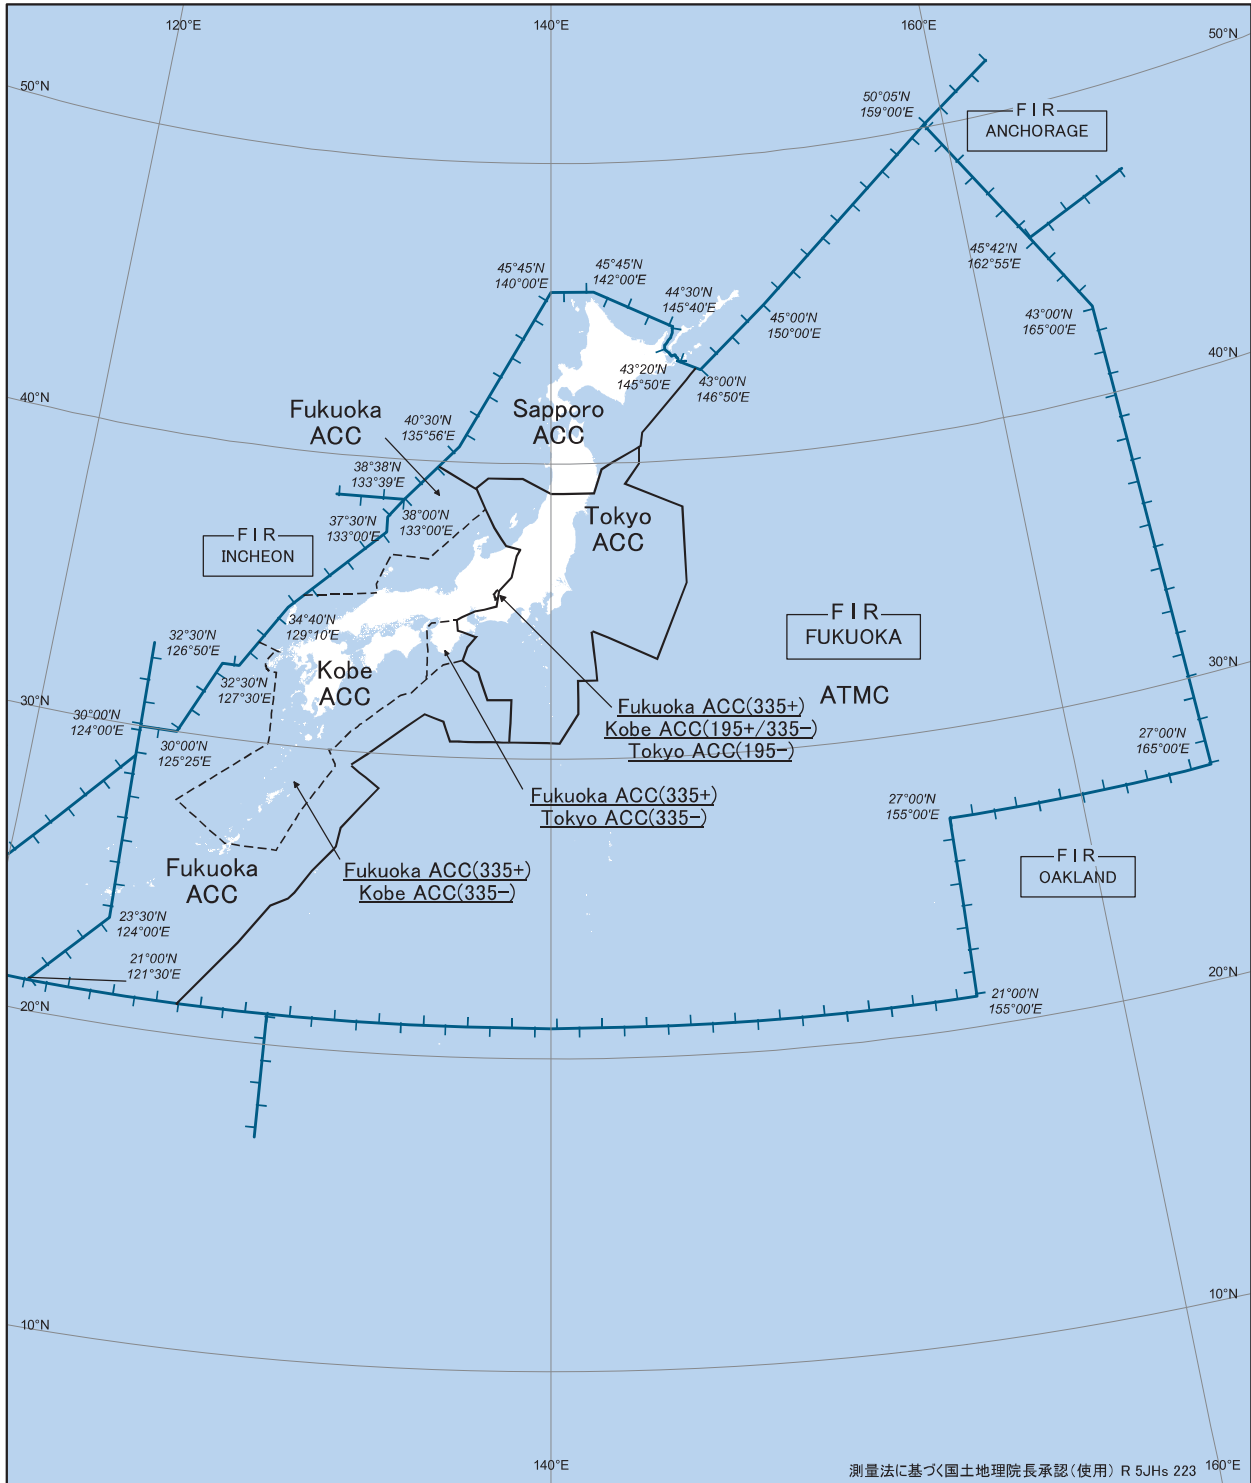 120°E
140°E
160°E
50°N
50°N
50°05'N
159°00'E
F I R
ANCHORAGE
45°42'N
162°55'E
45°45'N
140°00'E
45°45'N
142°00'E
44°30'N
145°40'E
45°00'N
150°00'E
43°00'N
165°00'E
43°20'N
145°50'E
43°00'N
146°50'E
40°N
40°N
Fukuoka
ACC
Sapporo
ACC
40°30'N
135°56'E
38°38'N
133°39'E
37°30'N
133°00'E
38°00'N
133°00'E
Tokyo
ACC
F I R
INCHEON
34°40'N
129°10'E
F I R
FUKUOKA
32°30'N
126°50'E
32°30'N
127°30'E
Kobe
ACC
ATMC
30°N
30°N
30°00'N
124°00'E
30°00'N
125°25'E
Fukuoka ACC(335+)
Kobe ACC(195+/335-)
Tokyo ACC(195-)
27°00'N
165°00'E
Fukuoka ACC(335+)
Tokyo ACC(335-)
27°00'N
155°00'E
Fukuoka
ACC
Fukuoka ACC(335+)
Kobe ACC(335-)
F I R
OAKLAND
23°30'N
124°00'E
21°00'N
121°30'E
20°N
20°N
21°00'N
155°00'E
10°N
10°N
140°E
160°E
測量法に基づく国土地理院長承認(使用) R 5JHs 223